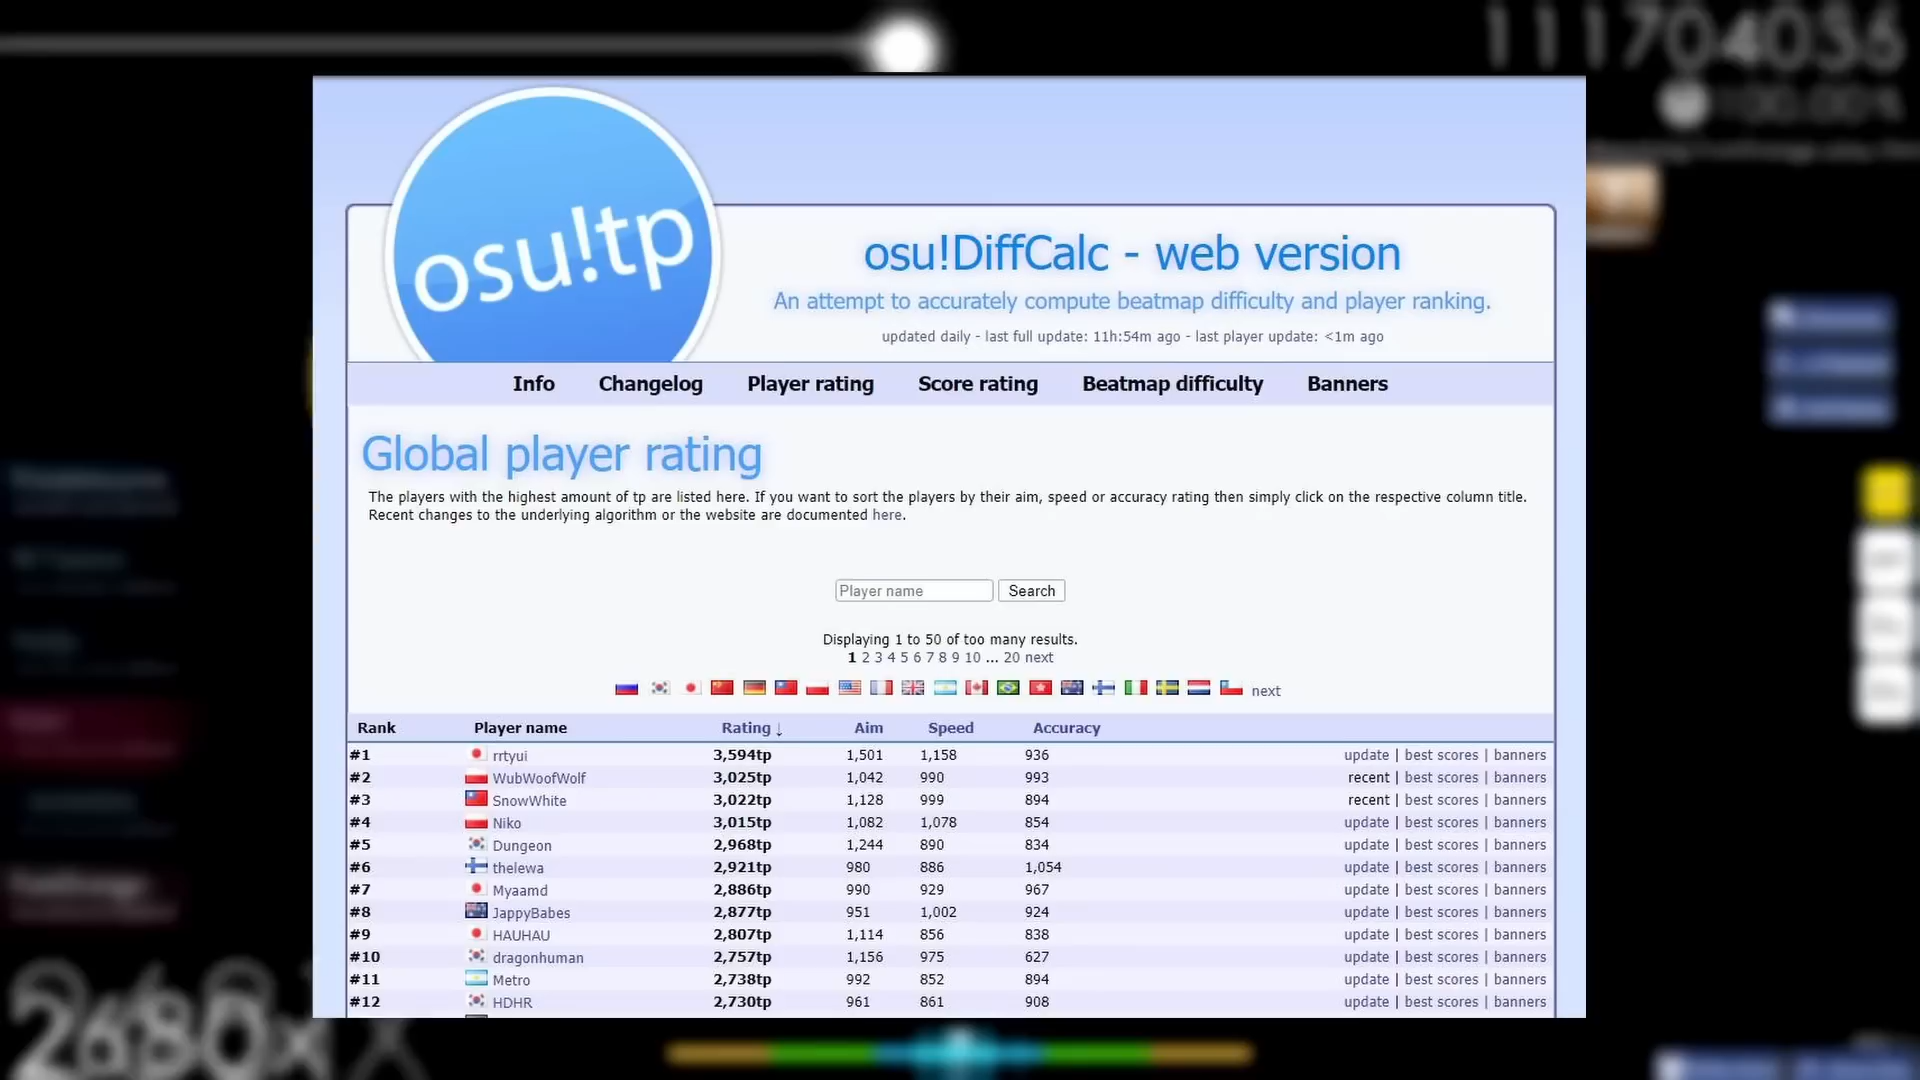 111704036
100.00%
osu!tp
osu!DiffCalc - web version
An attempt to accurately compute beatmap difficulty and player ranking.
updated daily - last full update: 11h:54m ago - last player update: <1m ago
Info Changelog Player rating Score rating Beatmap difficulty Banners
Global player rating
The players with the highest amount of tp are listed here. If you want to sort the players by their aim, speed or accuracy rating then simply click on the respective column title.
Recent changes to the underlying algorithm or the website are documented here.
Player name Search
Displaying 1 to 50 of too many results.
1 2 3 4 5 6 7 8 9 10 ... 20 next
next
Rank Player name Rating ↓ Aim Speed Accuracy
#1 rrtyui 3,594tp 1,501 1,158 936 update | best scores | banners
#2 WubWoofWolf 3,025tp 1,042 990 993 recent | best scores | banners
#3 SnowWhite 3,022tp 1,128 999 894 recent | best scores | banners
#4 Niko 3,015tp 1,082 1,078 854 update | best scores | banners
#5 Dungeon 2,968tp 1,244 890 834 update | best scores | banners
#6 thelewa 2,921tp 980 886 1,054 update | best scores | banners
#7 Myaamd 2,886tp 990 929 967 update | best scores | banners
#8 JappyBabes 2,877tp 951 1,002 924 update | best scores | banners
#9 HAUHAU 2,807tp 1,114 856 838 update | best scores | banners
#10 dragonhuman 2,757tp 1,156 975 627 update | best scores | banners
#11 Metro 2,738tp 992 852 894 update | best scores | banners
#12 HDHR 2,730tp 961 861 908 update | best scores | banners
2680x